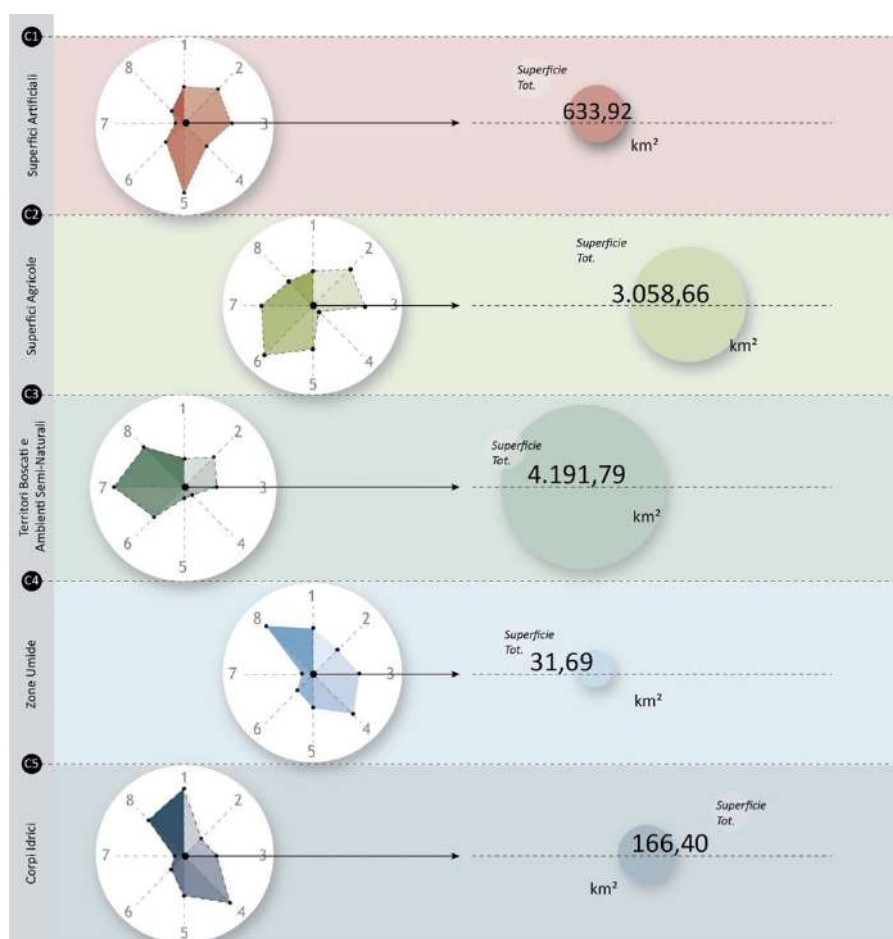 C1
Superfici Artificiali
1
2
3
4
5
6
7
8
Superficie
Tot.
633,92
km²
C2
Superfici Agricole
1
2
3
4
5
6
7
8
Superficie
Tot.
3.058,66
km²
C3
Territori Boscati e
Ambienti Semi-Naturali
1
2
3
4
5
6
7
8
Superficie
Tot.
4.191,79
km²
C4
Zone Umide
1
2
3
4
5
6
7
8
Superficie
Tot.
31,69
km²
C5
Corpi Idrici
1
2
3
4
5
6
7
8
Superficie
Tot.
166,40
km²